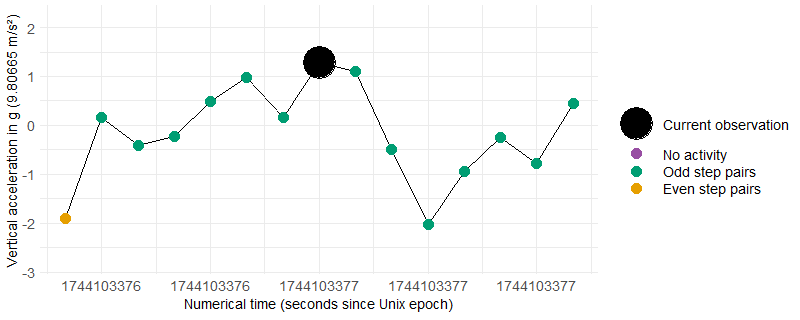 Vertical acceleration in g (9.80665 m/s²)
2
1
0
-1
-2
-3
1744103376 1744103376 1744103377 1744103377 1744103377
Numerical time (seconds since Unix epoch)
Current observation
No activity
Odd step pairs
Even step pairs